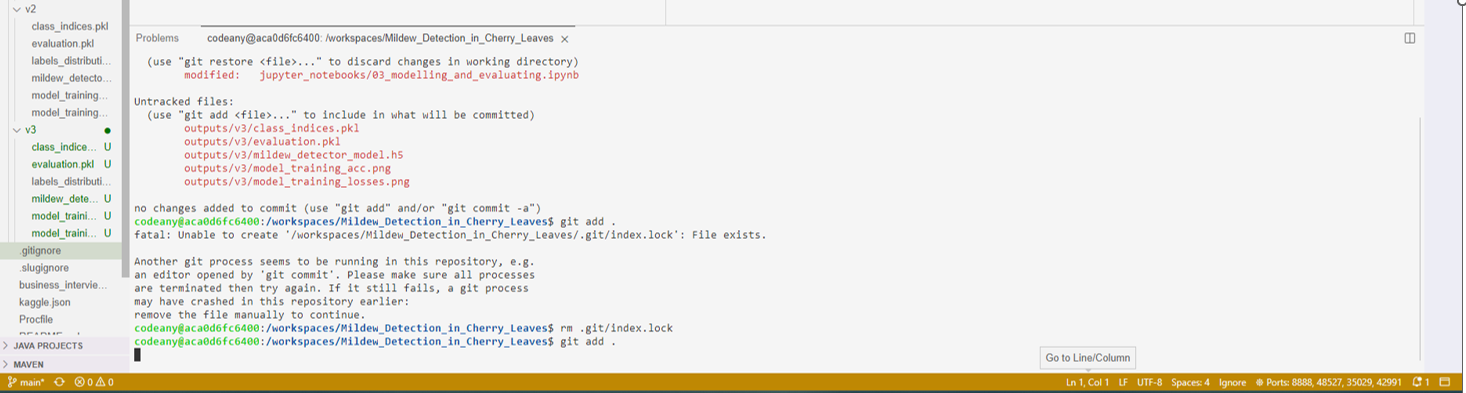 v2
class_indices.pkl
evaluation.pkl
labels_distributi...
mildew_detecto...
model_training...
model_training...
v3
class_indice... U
evaluation.pkl U
labels_distributi...
mildew_dete... U
model_traini... U
model_traini... U
.gitignore
.slugignore
business_intervie...
kaggle.json
Procfile
JAVA PROJECTS
MAVEN
Problems codeany@aca0d6fc6400: /workspaces/Mildew_Detection_in_Cherry_Leaves
(use "git restore <file>..." to discard changes in working directory)
modified: jupyter_notebooks/03_modelling_and_evaluating.ipynb
Untracked files:
(use "git add <file>..." to include in what will be committed)
outputs/v3/class_indices.pkl
outputs/v3/evaluation.pkl
outputs/v3/mildew_detector_model.h5
outputs/v3/model_training_acc.png
outputs/v3/model_training_losses.png
no changes added to commit (use "git add" and/or "git commit -a")
codeany@aca0d6fc6400:/workspaces/Mildew_Detection_in_Cherry_Leaves$ git add .
fatal: Unable to create '/workspaces/Mildew_Detection_in_Cherry_Leaves/.git/index.lock': File exists.
Another git process seems to be running in this repository, e.g.
an editor opened by 'git commit'. Please make sure all processes
are terminated then try again. If it still fails, a git process
may have crashed in this repository earlier:
remove the file manually to continue.
codeany@aca0d6fc6400:/workspaces/Mildew_Detection_in_Cherry_Leaves$ rm .git/index.lock
codeany@aca0d6fc6400:/workspaces/Mildew_Detection_in_Cherry_Leaves$ git add .
Go to Line/Column
main* 0 0 Ln 1, Col 1 LF UTF-8 Spaces: 4 Ignore Ports: 8888, 48527, 35029, 42991 1